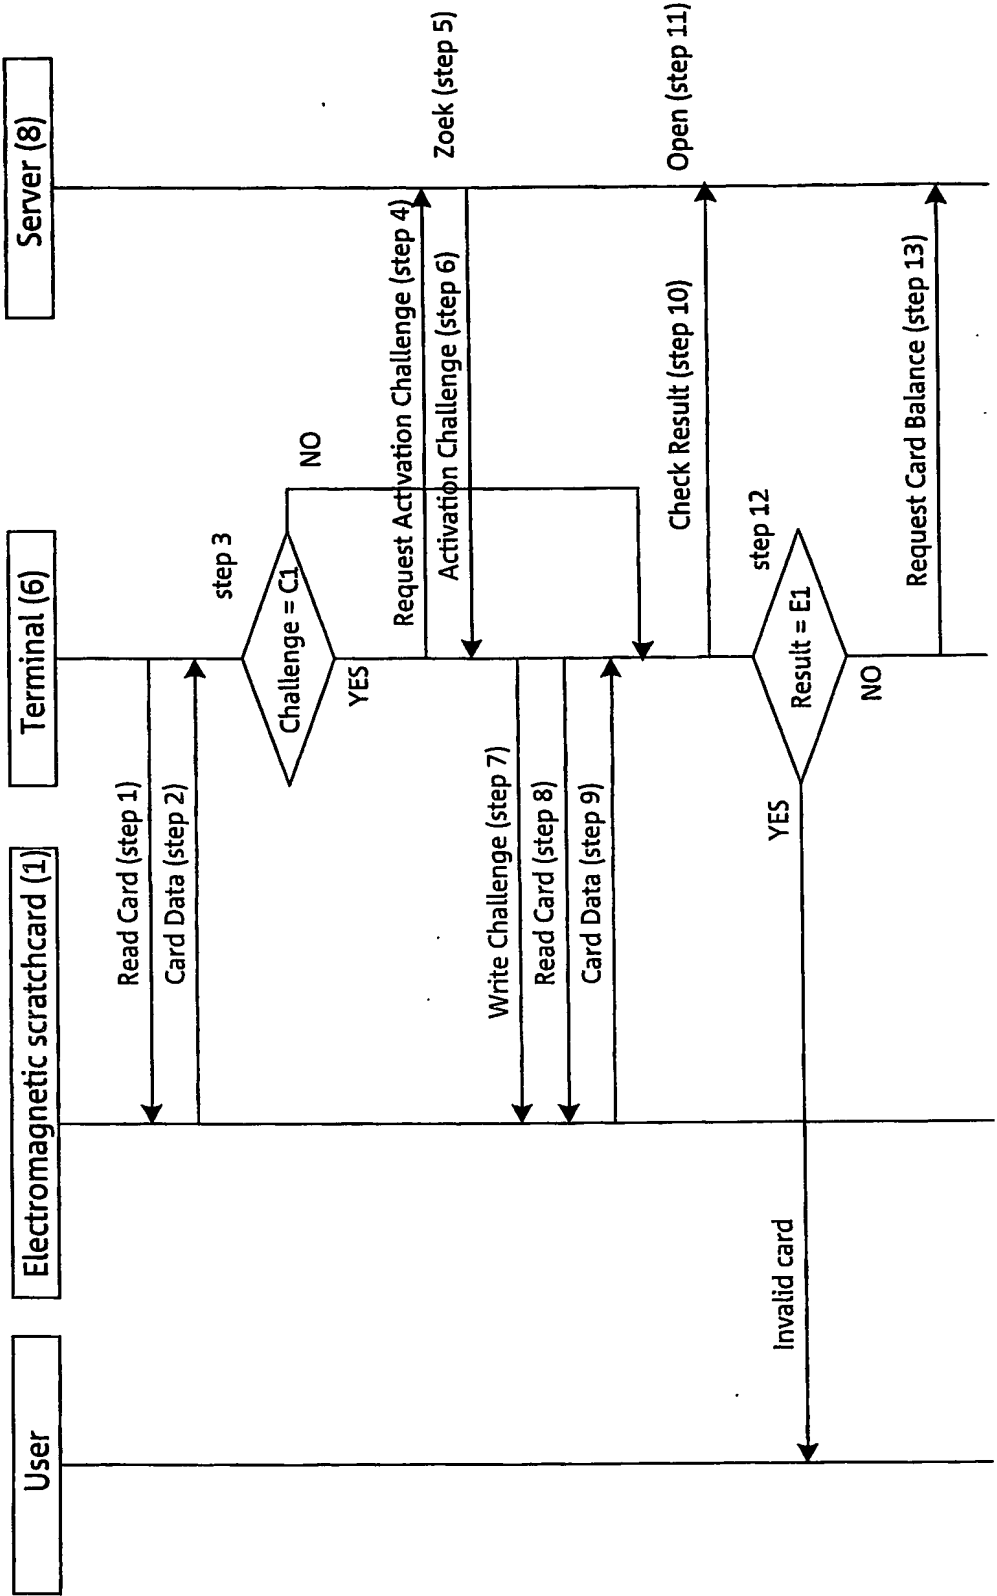 User
Electromagnetic scratchcard (1)
Terminal (6)
Server (8)
Read Card (step 1)
Card Data (step 2)
step 3
Challenge = C1
NO
YES
Request Activation Challenge (step 4)
Zoek (step 5)
Activation Challenge (step 6)
Write Challenge (step 7)
Read Card (step 8)
Card Data (step 9)
Check Result (step 10)
Open (step 11)
step 12
Result = E1
YES
NO
Invalid card
Request Card Balance (step 13)